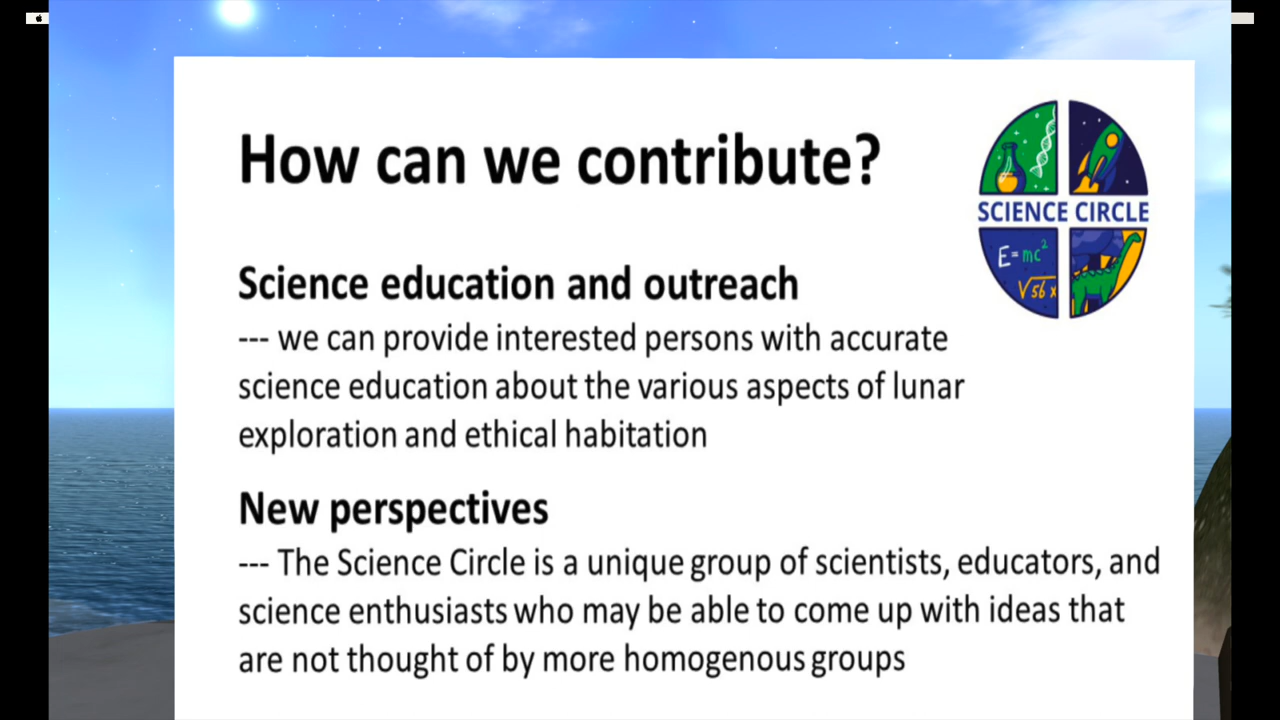 How can we contribute?
SCIENCE CIRCLE
E=mc²
√56 x
Science education and outreach
--- we can provide interested persons with accurate
science education about the various aspects of lunar
exploration and ethical habitation
New perspectives
--- The Science Circle is a unique group of scientists, educators, and
science enthusiasts who may be able to come up with ideas that
are not thought of by more homogenous groups